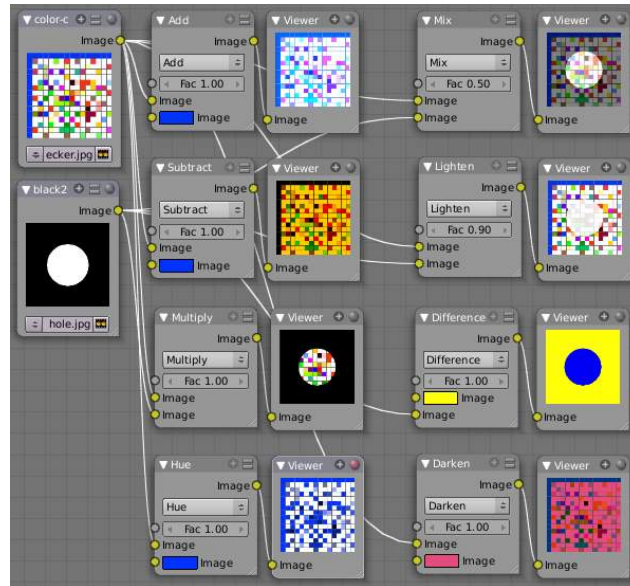 color-c
Image
ecker.jpg
black2
Image
hole.jpg
Add
Image
Add
Fac 1.00
Image
Image
Viewer
Image
Mix
Image
Mix
Fac 0.50
Image
Image
Viewer
Image
Subtract
Image
Subtract
Fac 1.00
Image
Image
Viewer
Image
Lighten
Image
Lighten
Fac 0.90
Image
Image
Viewer
Image
Multiply
Image
Multiply
Fac 1.00
Image
Image
Viewer
Image
Difference
Image
Difference
Fac 1.00
Image
Image
Viewer
Image
Hue
Image
Hue
Fac 1.00
Image
Image
Viewer
Image
Darken
Image
Darken
Fac 1.00
Image
Image
Viewer
Image